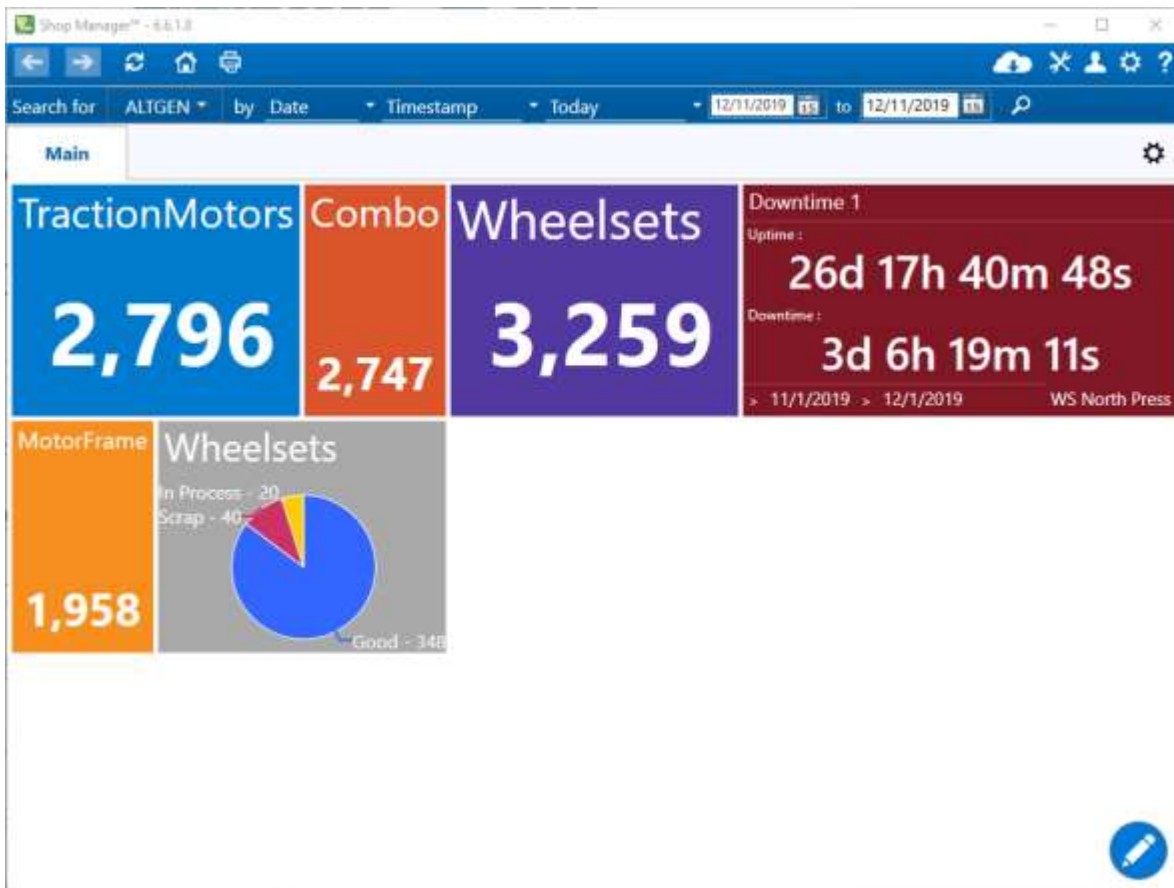 Shop Manager™ - 6.6.1.8
Search for ALTGEN by Date Timestamp Today 12/11/2019 15 to 12/11/2019 15
Main
TractionMotors
2,796
Combo
2,747
Wheelsets
3,259
Downtime 1
Uptime :
26d 17h 40m 48s
Downtime :
3d 6h 19m 11s
> 11/1/2019 > 12/1/2019 WS North Press
MotorFrame
1,958
Wheelsets
In Process - 20
Scrap - 40
Good - 348